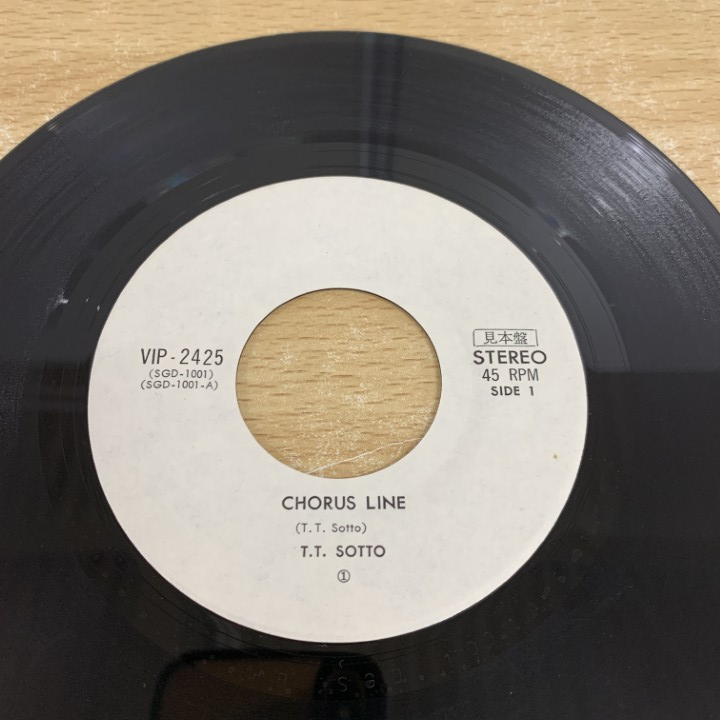 VIP-2425
(SGD-1001)
(SGD-1001-A)
見本盤
STEREO
45 RPM
SIDE 1
CHORUS LINE
(T.T. Sotto)
T.T. SOTTO
①